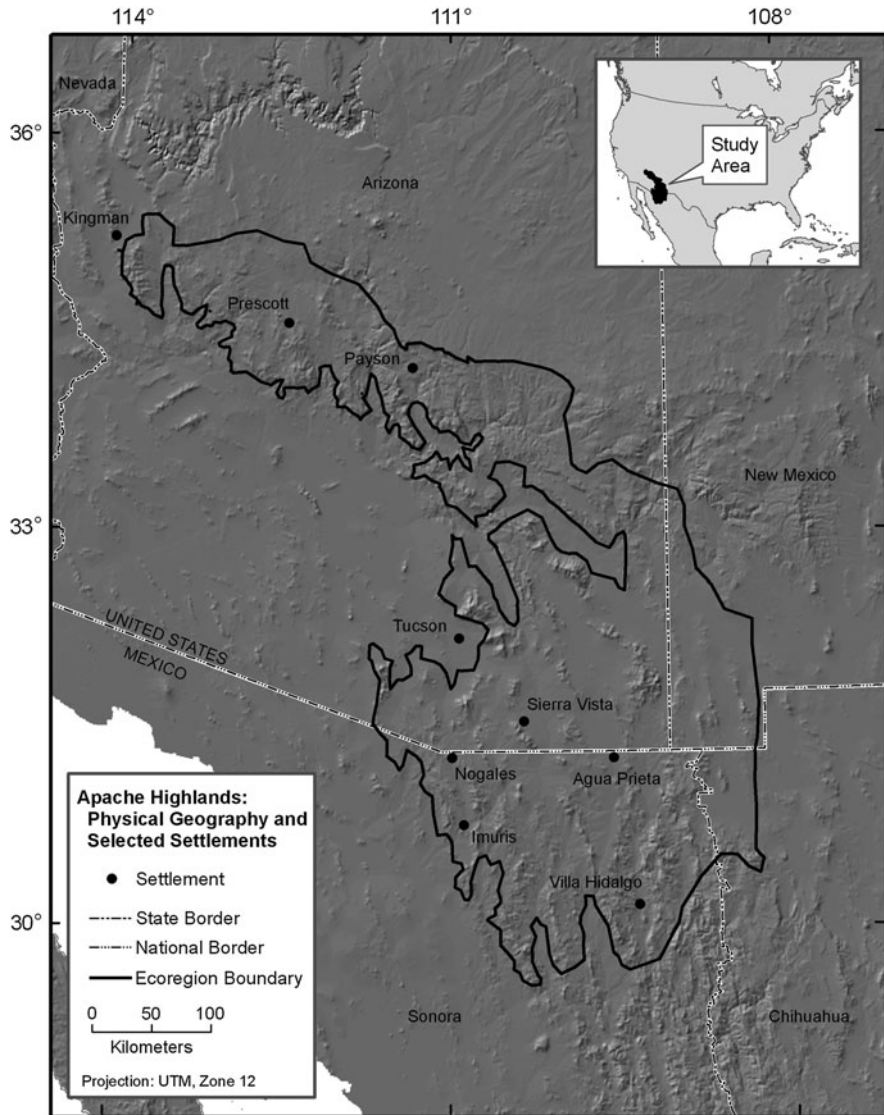 114°
111°
108°
Nevada
36°
Study
Area
Arizona
Kingman
Prescott
Payson
New Mexico
33°
UNITED STATES
MEXICO
Tucson
Sierra Vista
Nogales
Agua Prieta
Imuris
Villa Hidalgo
30°
Sonora
Chihuahua
Apache Highlands:
Physical Geography and
Selected Settlements
Settlement
State Border
National Border
Ecoregion Boundary
0 50 100
Kilometers
Projection: UTM, Zone 12